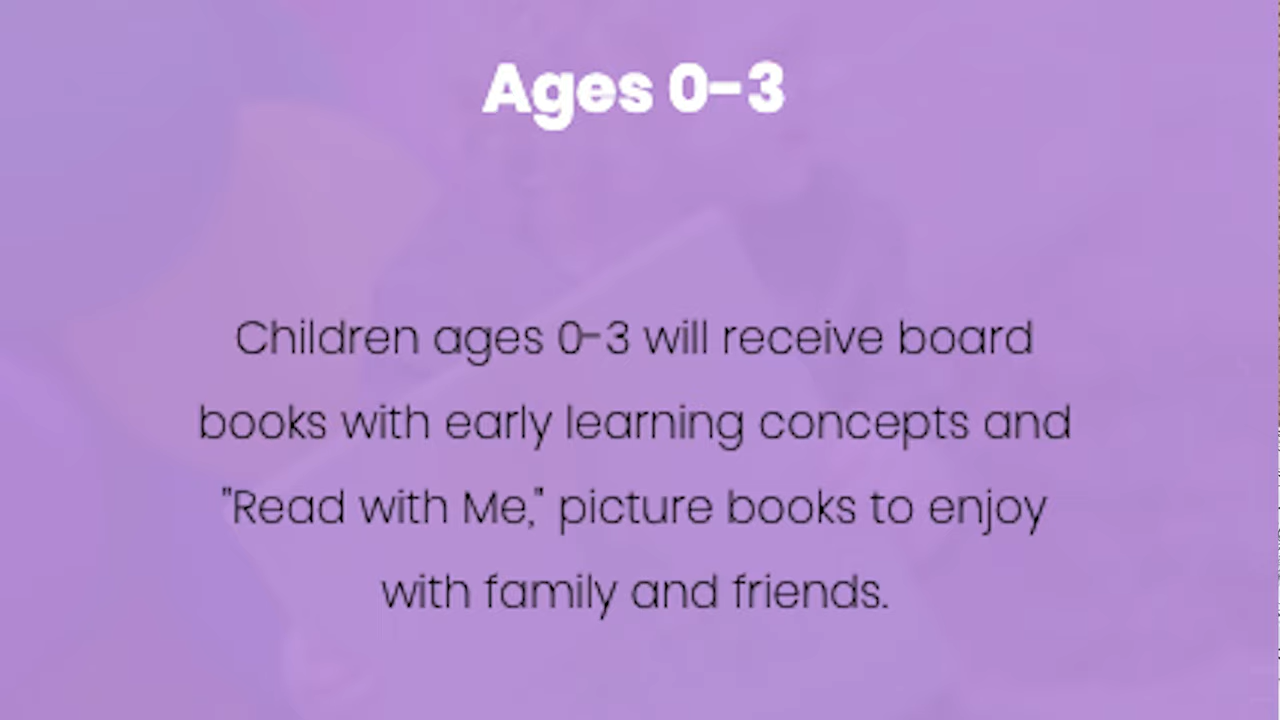 Ages 0-3
Children ages 0-3 will receive board
books with early learning concepts and
"Read with Me," picture books to enjoy
with family and friends.